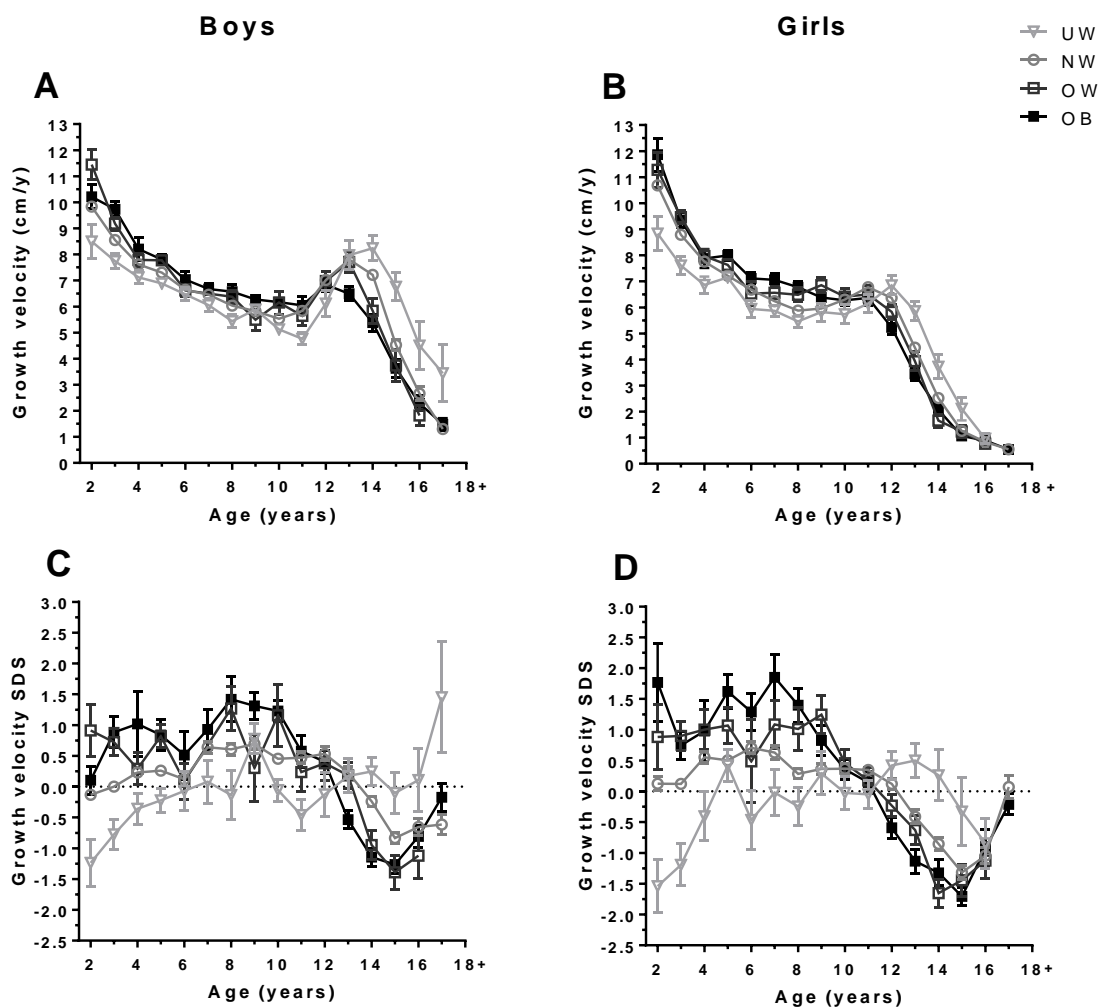 Boys
Girls
UW
NW
OW
OB
A
13
12
11
10
9
8
7
6
5
4
3
2
1
0
Growth velocity (cm/y)
2 4 6 8 10 12 14 16 18+
Age (years)
B
13
12
11
10
9
8
7
6
5
4
3
2
1
0
Growth velocity (cm/y)
2 4 6 8 10 12 14 16 18+
Age (years)
C
3.0
2.5
2.0
1.5
1.0
0.5
0.0
-0.5
-1.0
-1.5
-2.0
-2.5
Growth velocity SDS
2 4 6 8 10 12 14 16 18+
Age (years)
D
3.0
2.5
2.0
1.5
1.0
0.5
0.0
-0.5
-1.0
-1.5
-2.0
-2.5
Growth velocity SDS
2 4 6 8 10 12 14 16 18+
Age (years)